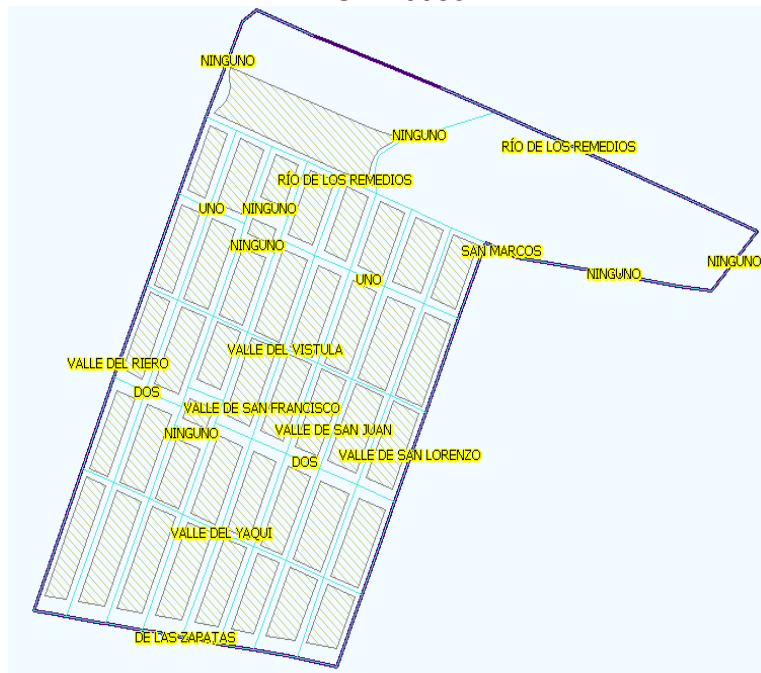 NINGUNO
NINGUNO
RÍO DE LOS REMEDIOS
RÍO DE LOS REMEDIOS
UNO
NINGUNO
NINGUNO
SAN MARCOS
NINGUNO
NINGUNO
UNO
VALLE DEL VISTULA
VALLE DEL RIERO
DOS
VALLE DE SAN FRANCISCO
VALLE DE SAN JUAN
NINGUNO
VALLE DE SAN LORENZO
DOS
VALLE DEL YAQUI
DE LAS ZAPATAS